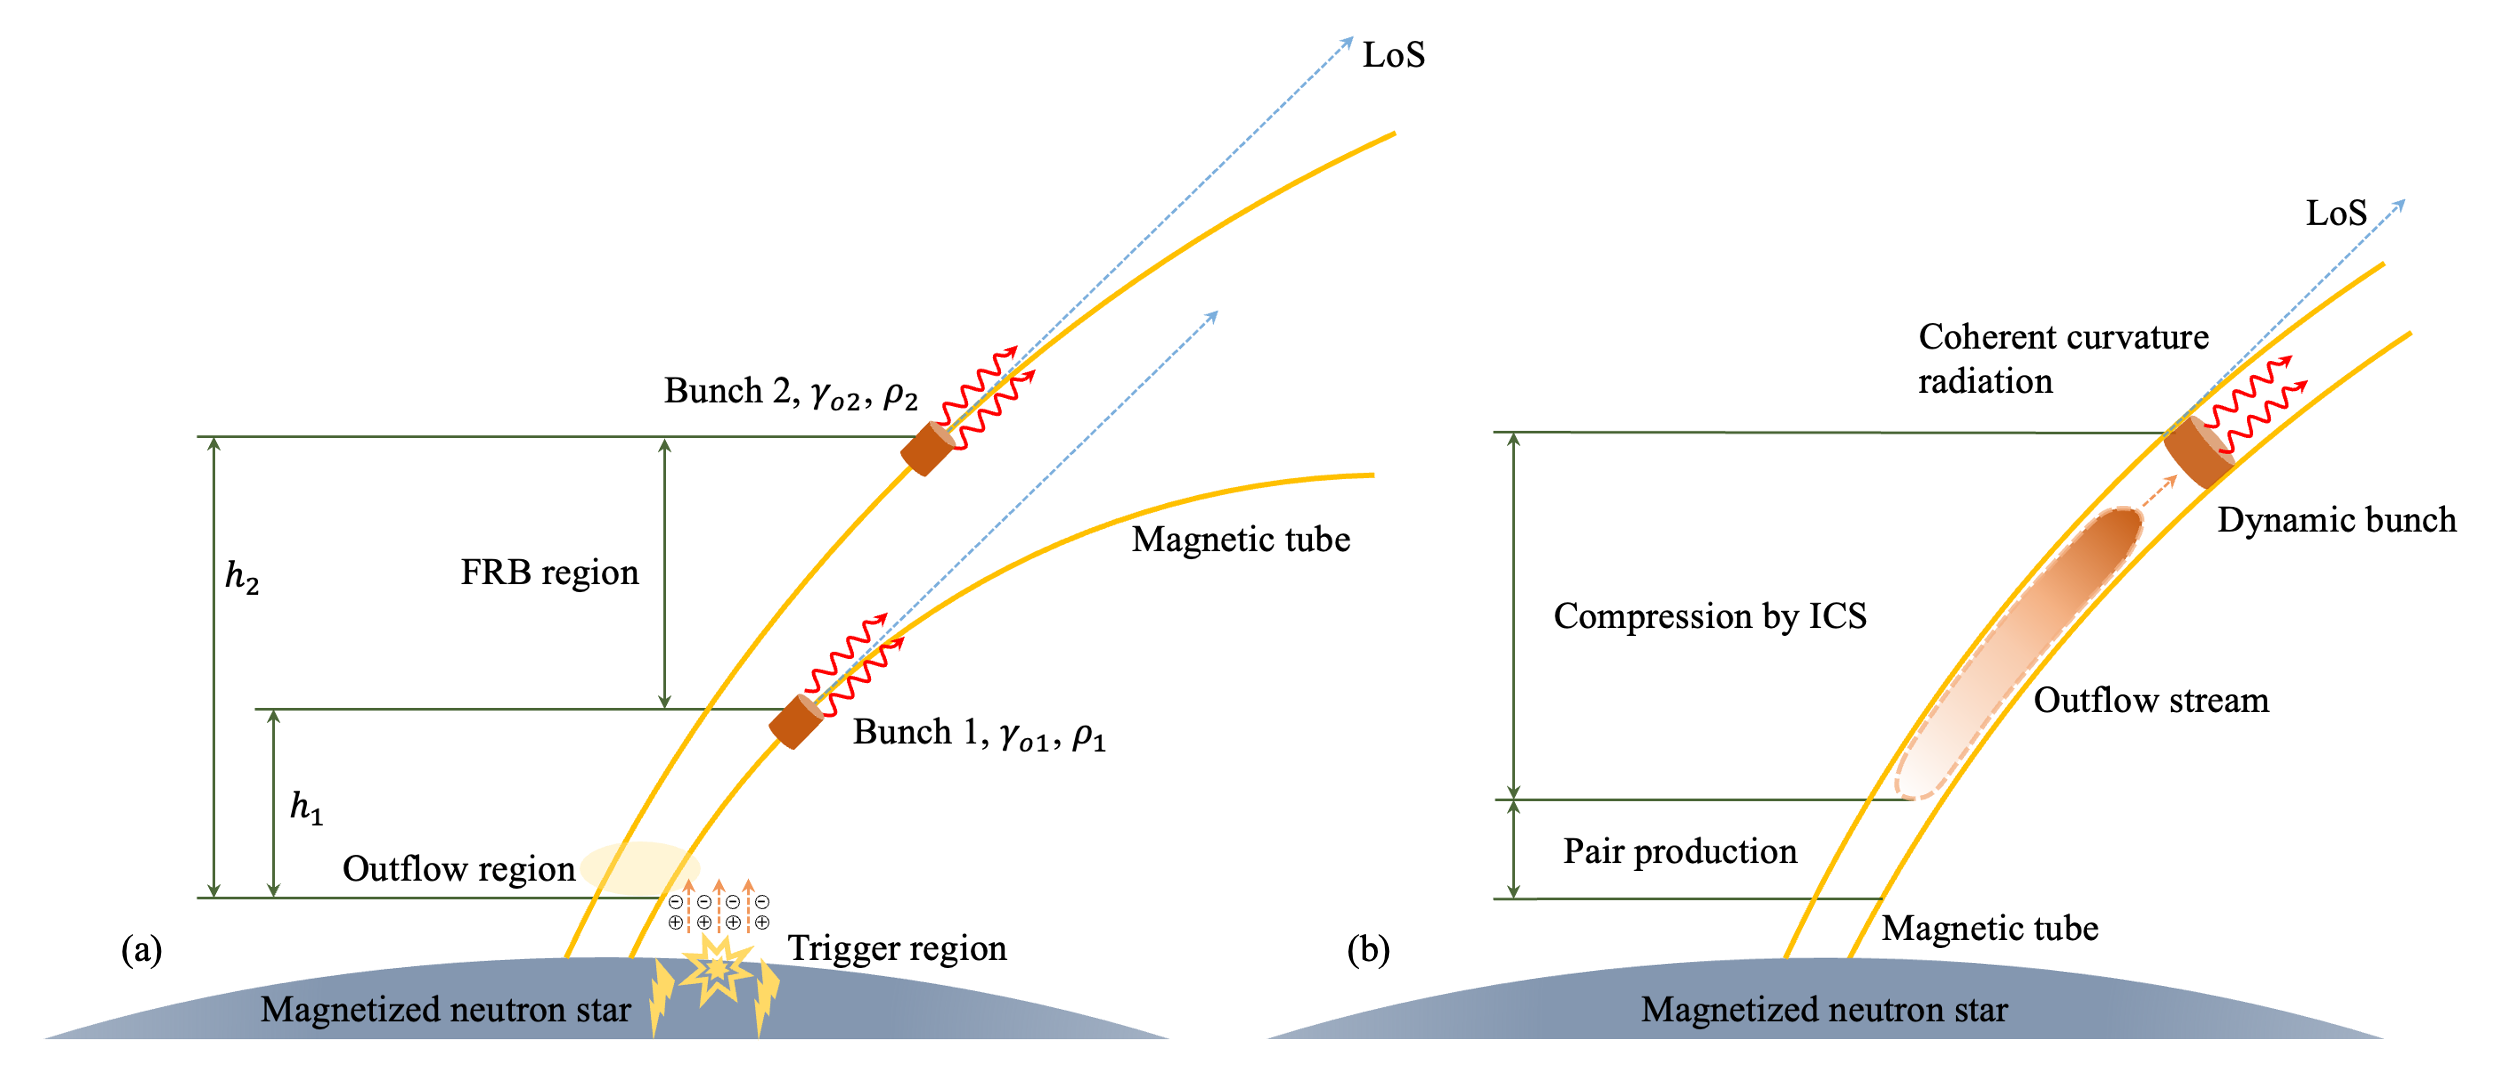 LoS
Bunch 2, γₒ₂, ρ₂
h₂
FRB region
Magnetic tube
h₁
Bunch 1, γₒ₁, ρ₁
Outflow region
⊖ ⊖ ⊖ ⊖
⊕ ⊕ ⊕ ⊕
(a)
Trigger region
Magnetized neutron star
LoS
Coherent curvature
radiation
Dynamic bunch
Compression by ICS
Outflow stream
Pair production
Magnetic tube
(b)
Magnetized neutron star